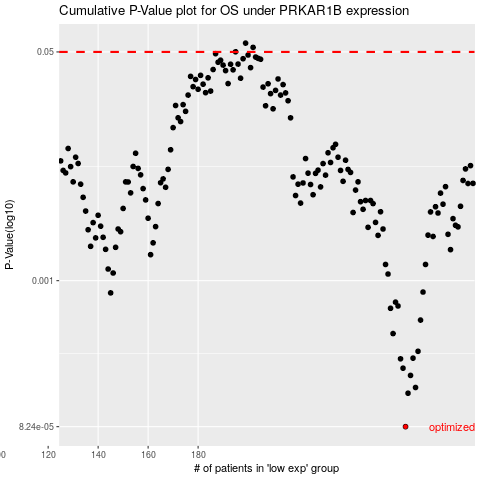 Cumulative P-Value plot for OS under PRKAR1B expression
0.05
0.001
8.24e-05
P-Value(log10)
optimized
00 120 140 160 180
# of patients in 'low exp' group